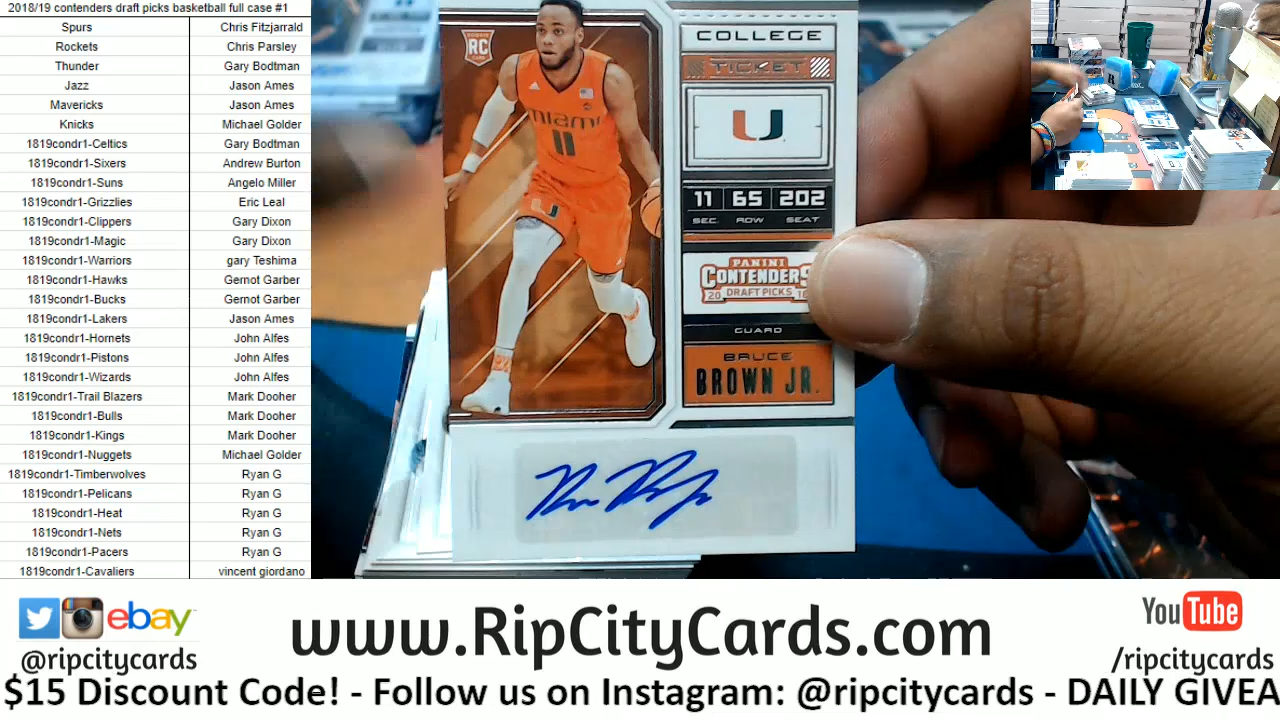 2018/19 contenders draft picks basketball full case #1
Spurs Chris Fitzjarrald
Rockets Chris Parsley
Thunder Gary Bodtman
Jazz Jason Ames
Mavericks Jason Ames
Knicks Michael Golder
1819condr1-Celtics Gary Bodtman
1819condr1-Sixers Andrew Burton
1819condr1-Suns Angelo Miller
1819condr1-Grizzlies Eric Leal
1819condr1-Clippers Gary Dixon
1819condr1-Magic Gary Dixon
1819condr1-Warriors gary Teshima
1819condr1-Hawks Gernot Garber
1819condr1-Bucks Gernot Garber
1819condr1-Lakers Jason Ames
1819condr1-Hornets John Alfes
1819condr1-Pistons John Alfes
1819condr1-Wizards John Alfes
1819condr1-Trail Blazers Mark Dooher
1819condr1-Bulls Mark Dooher
1819condr1-Kings Mark Dooher
1819condr1-Nuggets Michael Golder
1819condr1-Timberwolves Ryan G
1819condr1-Pelicans Ryan G
1819condr1-Heat Ryan G
1819condr1-Nets Ryan G
1819condr1-Pacers Ryan G
1819condr1-Cavaliers vincent giordano
RC
MIAMI
11
U
COLLEGE
TICKET
U
11 65 202
SEC. ROW SEAT
PANINI
CONTENDERS
20 DRAFT PICKS
GUARD
BRUCE
BROWN JR.
ebay
@ripcitycards
www.RipCityCards.com
YouTube
/ripcitycards
$15 Discount Code! - Follow us on Instagram: @ripcitycards - DAILY GIVEA